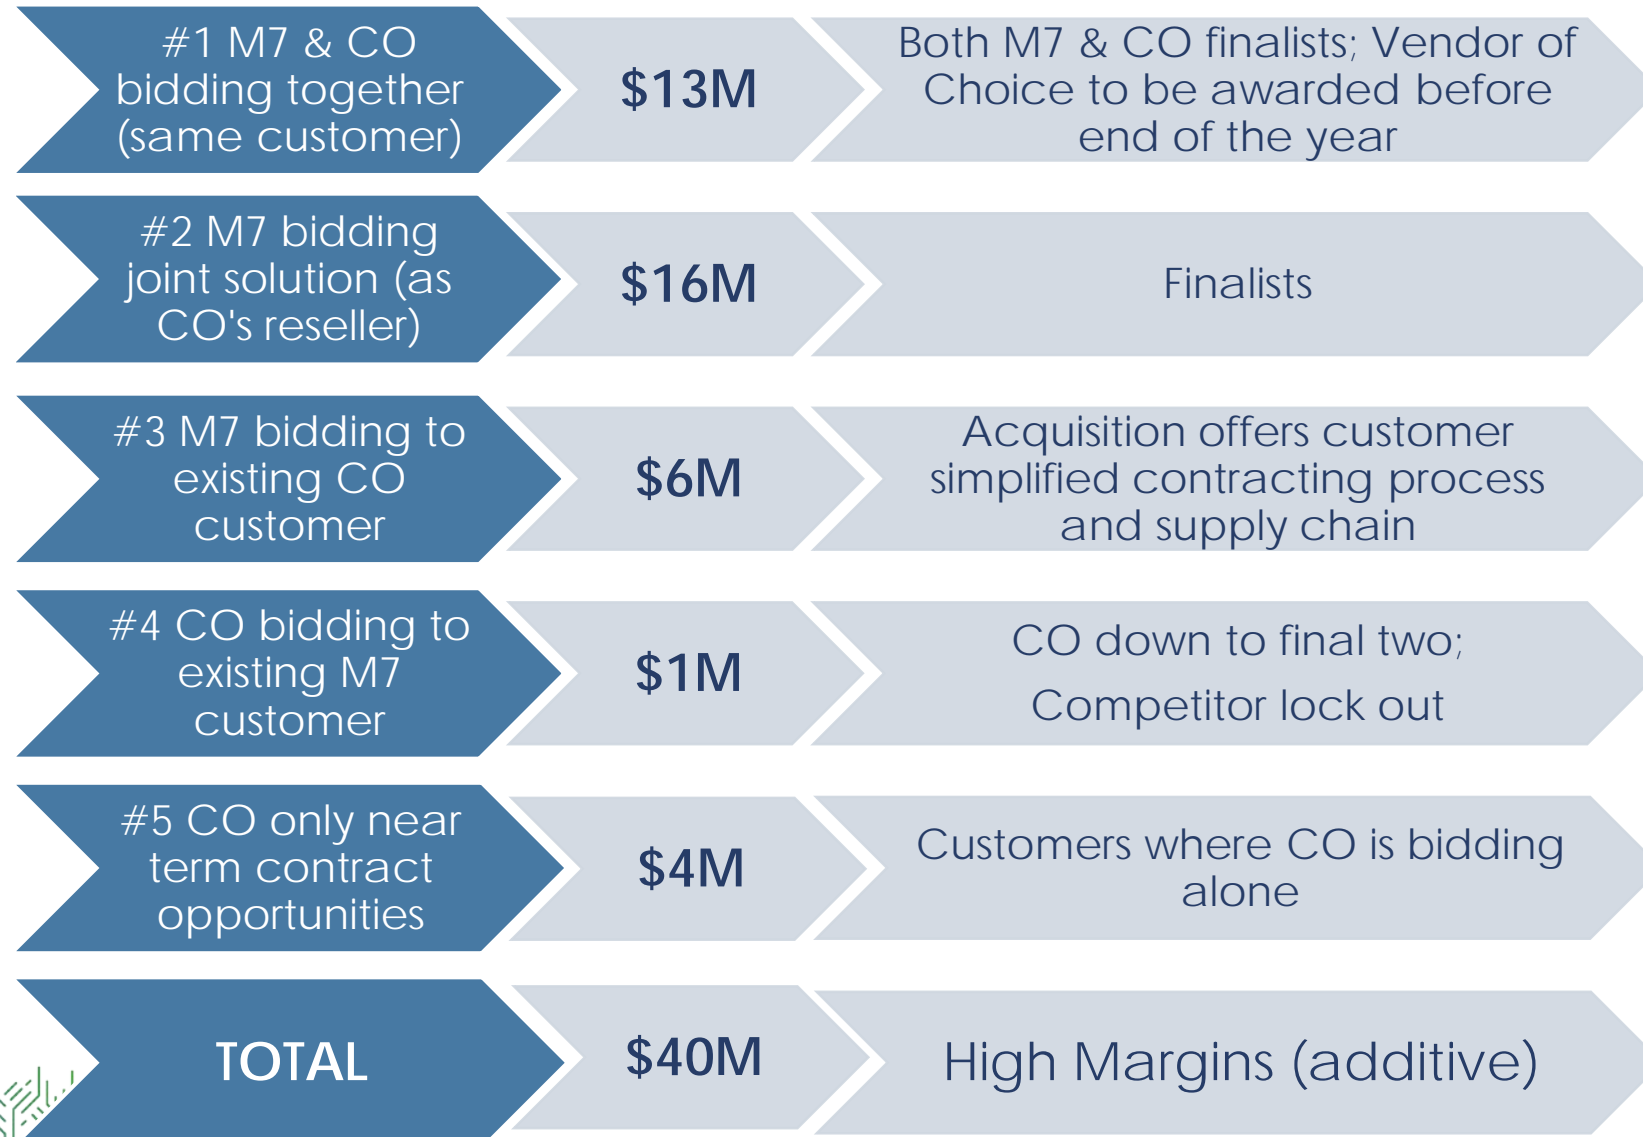 #1 M7 & CO
bidding together
(same customer)
$13M
Both M7 & CO finalists; Vendor of
Choice to be awarded before
end of the year
#2 M7 bidding
joint solution (as
CO's reseller)
$16M
Finalists
#3 M7 bidding to
existing CO
customer
$6M
Acquisition offers customer
simplified contracting process
and supply chain
#4 CO bidding to
existing M7
customer
$1M
CO down to final two;
Competitor lock out
#5 CO only near
term contract
opportunities
$4M
Customers where CO is bidding
alone
TOTAL
$40M
High Margins (additive)